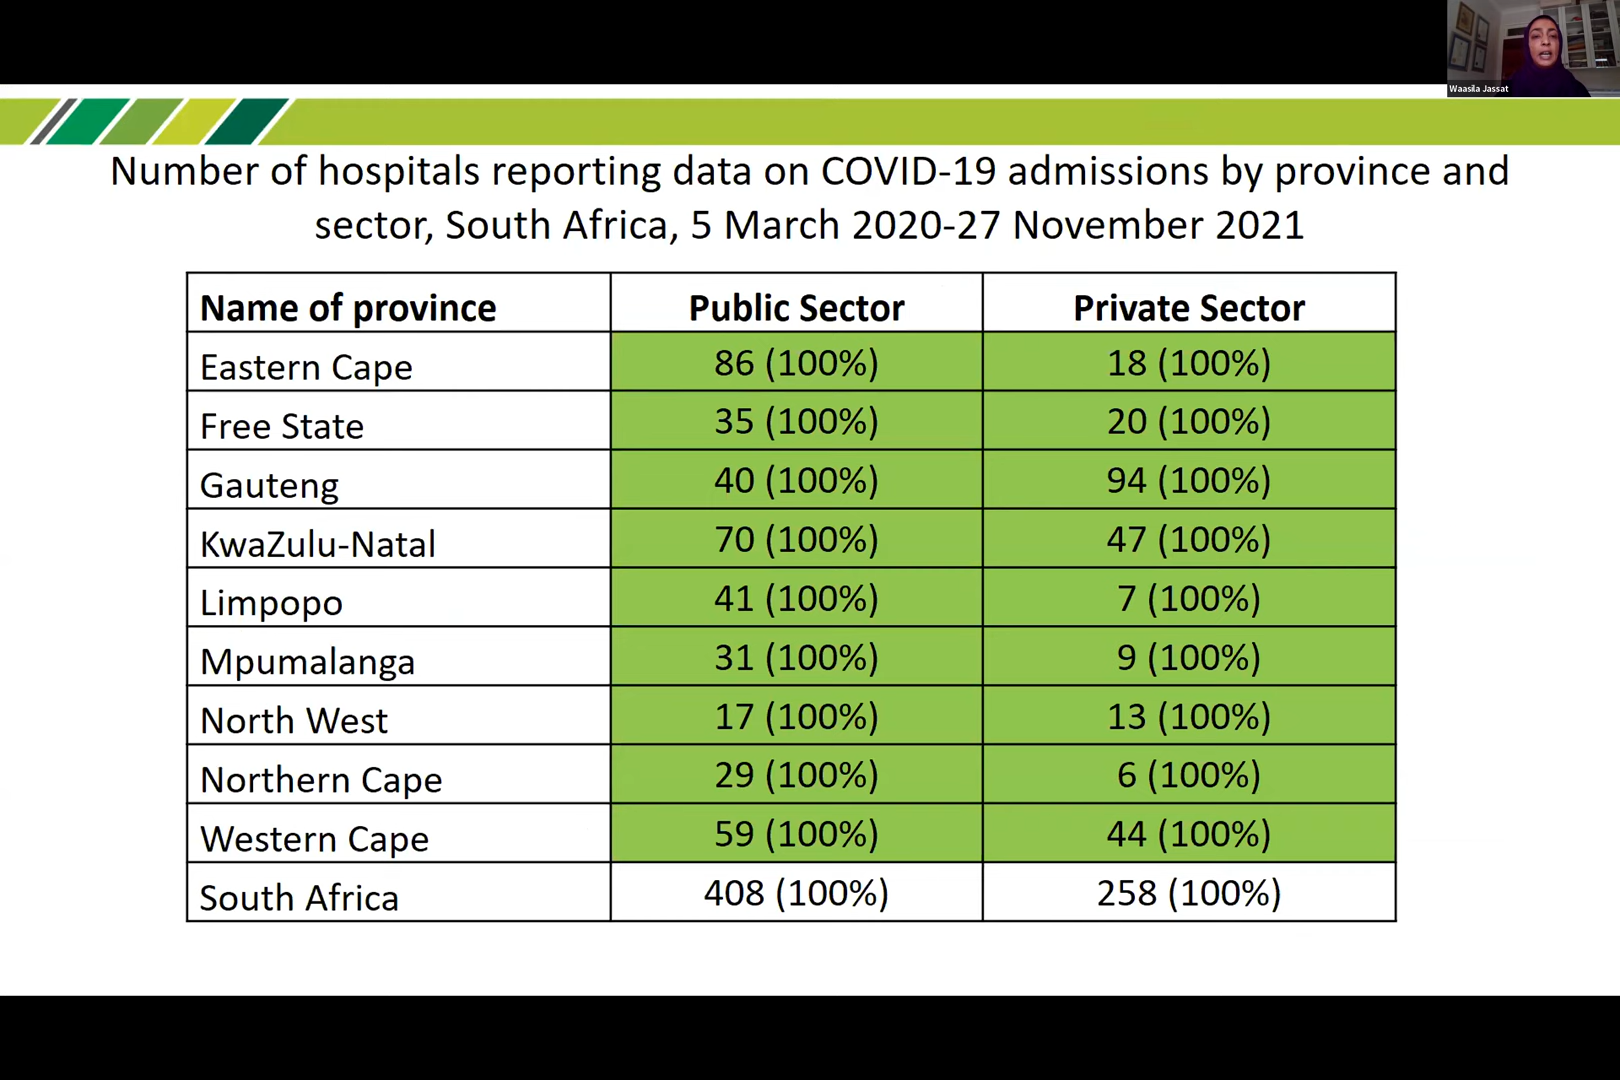 Waasila Jassat
Number of hospitals reporting data on COVID-19 admissions by province and
sector, South Africa, 5 March 2020-27 November 2021
Name of province Public Sector Private Sector
Eastern Cape 86 (100%) 18 (100%)
Free State 35 (100%) 20 (100%)
Gauteng 40 (100%) 94 (100%)
KwaZulu-Natal 70 (100%) 47 (100%)
Limpopo 41 (100%) 7 (100%)
Mpumalanga 31 (100%) 9 (100%)
North West 17 (100%) 13 (100%)
Northern Cape 29 (100%) 6 (100%)
Western Cape 59 (100%) 44 (100%)
South Africa 408 (100%) 258 (100%)